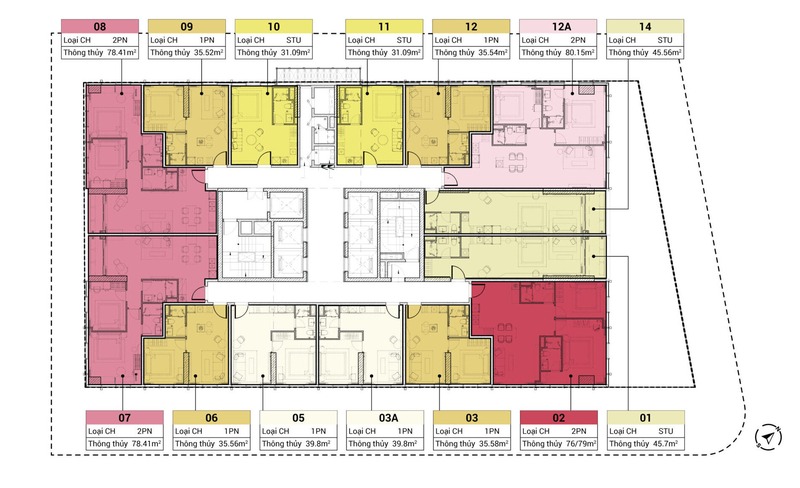 08
Loại CH 2PN
Thông thủy 78.41m²
09
Loại CH 1PN
Thông thủy 35.52m²
10
Loại CH STU
Thông thủy 31.09m²
11
Loại CH STU
Thông thủy 31.09m²
12
Loại CH 1PN
Thông thủy 35.54m²
12A
Loại CH 2PN
Thông thủy 80.15m²
14
Loại CH STU
Thông thủy 45.56m²
07
Loại CH 2PN
Thông thủy 78.41m²
06
Loại CH 1PN
Thông thủy 35.56m²
05
Loại CH 1PN
Thông thủy 39.8m²
03A
Loại CH 1PN
Thông thủy 39.8m²
03
Loại CH 1PN
Thông thủy 35.58m²
02
Loại CH 2PN
Thông thủy 76/79m²
01
Loại CH STU
Thông thủy 45.7m²